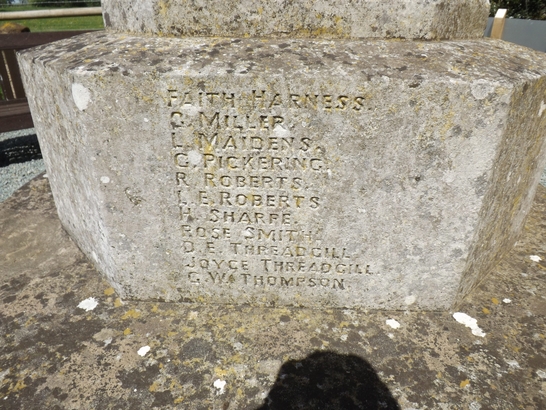 FAITH HARNESS.
C. MILLER.
L. MAIDENS.
G. PICKERING.
R. ROBERTS.
L. E. ROBERTS
H. SHARPE.
ROSE SMITH.
D. E. THREADGILL.
JOYCE THREADGILL.
G. W. THOMPSON.